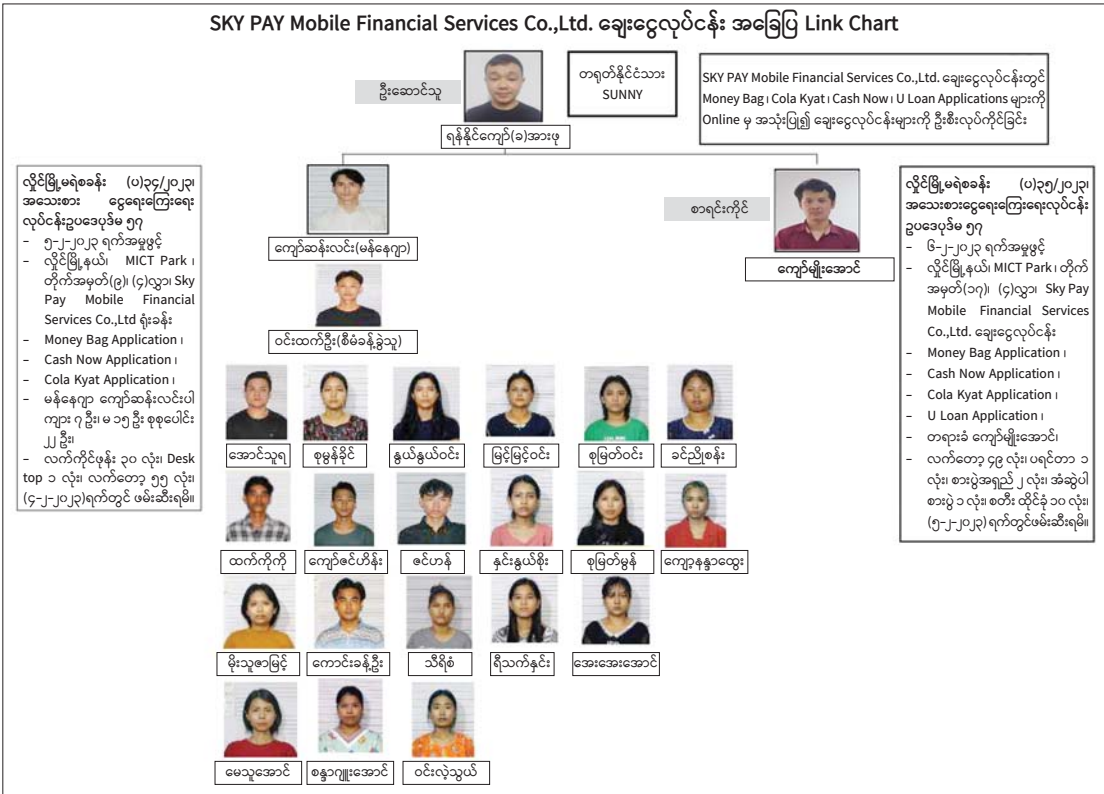 SKY PAY Mobile Financial Services Co.,Ltd. ချေးငွေလုပ်ငန်း အခြေပြ Link Chart
ဦးဆောင်သူ
တရုတ်နိုင်ငံသား
SUNNY
SKY PAY Mobile Financial Services Co.,Ltd. ချေးငွေလုပ်ငန်းတွင်
Money Bag၊ Cola Kyat၊ Cash Now၊ U Loan Applications များကို
Online မှ အသုံးပြု၍ ချေးငွေလုပ်ငန်းများကို ဦးစီးလုပ်ကိုင်ခြင်း
ရန်နိုင်ကျော်(ခ)အားဖု
လှိုင်မြို့မရဲစခန်း (ပ)၃၄/၂၀၂၃၊
အသေးစား ငွေရေးကြေးရေး
လုပ်ငန်းဥပဒေပုဒ်မ ၅၇
- ၅-၂-၂၀၂၃ ရက်အမှုဖွင့်
- လှိုင်မြို့နယ်၊ MICT Park ၊
တိုက်အမှတ်(၉)၊ (၄)လွှာ၊ Sky
Pay Mobile Financial
Services Co.,Ltd ရုံးခန်း
- Money Bag Application ၊
- Cash Now Application ၊
- Cola Kyat Application ၊
- မန်နေဂျာ ကျော်ဆန်းလင်းပါ
ကျား ၇ ဦး၊ မ ၁၅ ဦး စုစုပေါင်း
၂၂ ဦး၊
- လက်ကိုင်ဖုန်း ၃၀ လုံး၊ Desk
top ၁ လုံး၊ လက်တော့ ၅၅ လုံး၊
(၄-၂-၂၀၂၃)ရက်တွင် ဖမ်းဆီးရမိ။
ကျော်ဆန်းလင်း(မန်နေဂျာ)
ဝင်းထက်ဦး(စီမံခန့်ခွဲသူ)
စာရင်းကိုင်
ကျော်မျိုးအောင်
လှိုင်မြို့မရဲစခန်း (ပ)၃၅/၂၀၂၃၊
အသေးစားငွေရေးကြေးရေးလုပ်ငန်း
ဥပဒေပုဒ်မ ၅၇
- ၆-၂-၂၀၂၃ ရက်အမှုဖွင့်
- လှိုင်မြို့နယ်၊ MICT Park ၊ တိုက်
အမှတ်(၁၇)၊ (၄)လွှာ၊ Sky Pay
Mobile Financial Services
Co.,Ltd. ချေးငွေလုပ်ငန်း
- Money Bag Application ၊
- Cash Now Application ၊
- Cola Kyat Application ၊
- U Loan Application ၊
- တရားခံ ကျော်မျိုးအောင်၊
- လက်တော့ ၄၉ လုံး၊ ပရင်တာ ၁
လုံး၊ စားပွဲအရှည် ၂ လုံး၊ အံဆွဲပါ
စားပွဲ ၁ လုံး၊ စတီး ထိုင်ခုံ ၁၀ လုံး၊
(၅-၂-၂၀၂၃) ရက်တွင်ဖမ်းဆီးရမိ။
အောင်သူရ စုမွန်ခိုင် နွယ်နွယ်ဝင်း မြင့်မြင့်ဝင်း စုမြတ်ဝင်း ခင်ညိုစန်း
ထက်ကိုကို ကျော်ဇင်ဟိန်း ဇင်ဟန် နှင်းနွယ်စိုး စုမြတ်မွန် ကျော့နန္ဒာထွေး
မိုးသူဇာမြင့် ကောင်းခန့်ဦး သီရိစံ ရီသက်နှင်း အေးအေးအောင်
မေသူအောင် စန္ဒာဂျူးအောင် ဝင်းလဲ့သွယ်